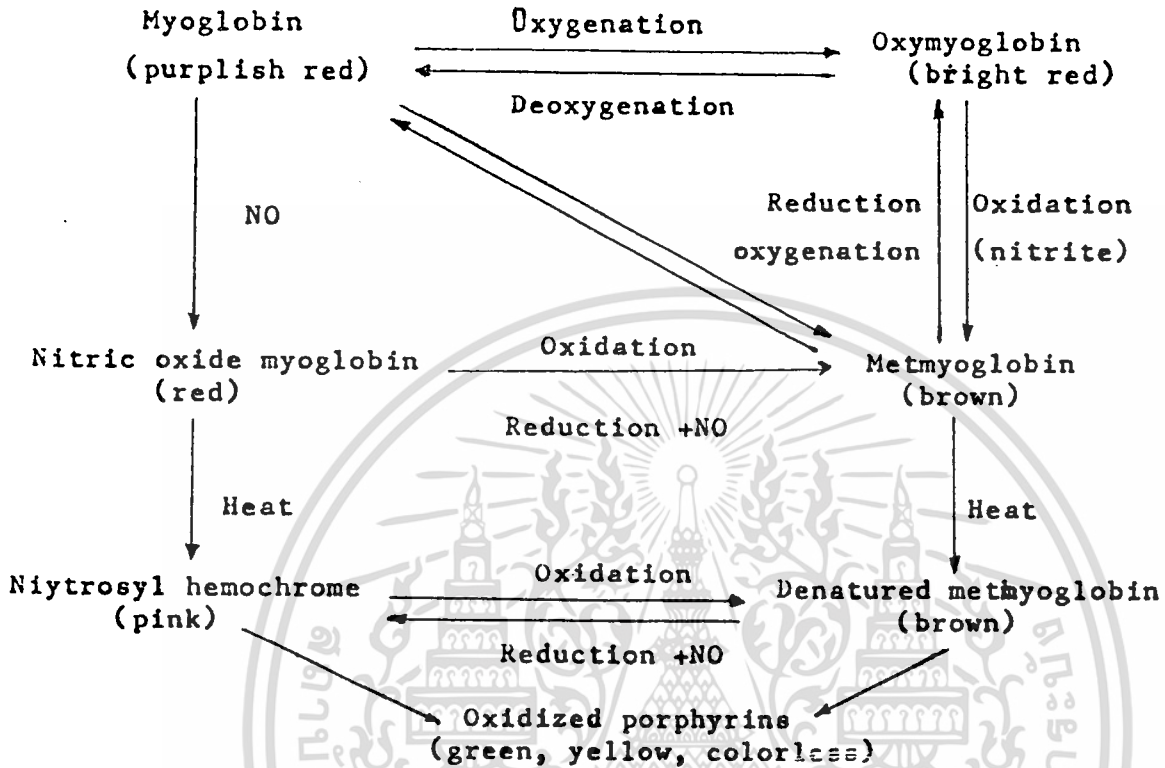 Myoglobin
(purplish red)
Oxygenation
Deoxygenation
Oxymyoglobin
(bright red)
NO
Reduction
oxygenation
Oxidation
(nitrite)
Nitric oxide myoglobin
(red)
Oxidation
Reduction +NO
Metmyoglobin
(brown)
Heat
Heat
Niytrosyl hemochrome
(pink)
Oxidation
Reduction +NO
Denatured methyoglobin
(brown)
Oxidized porphyrins
(green, yellow, colorless)